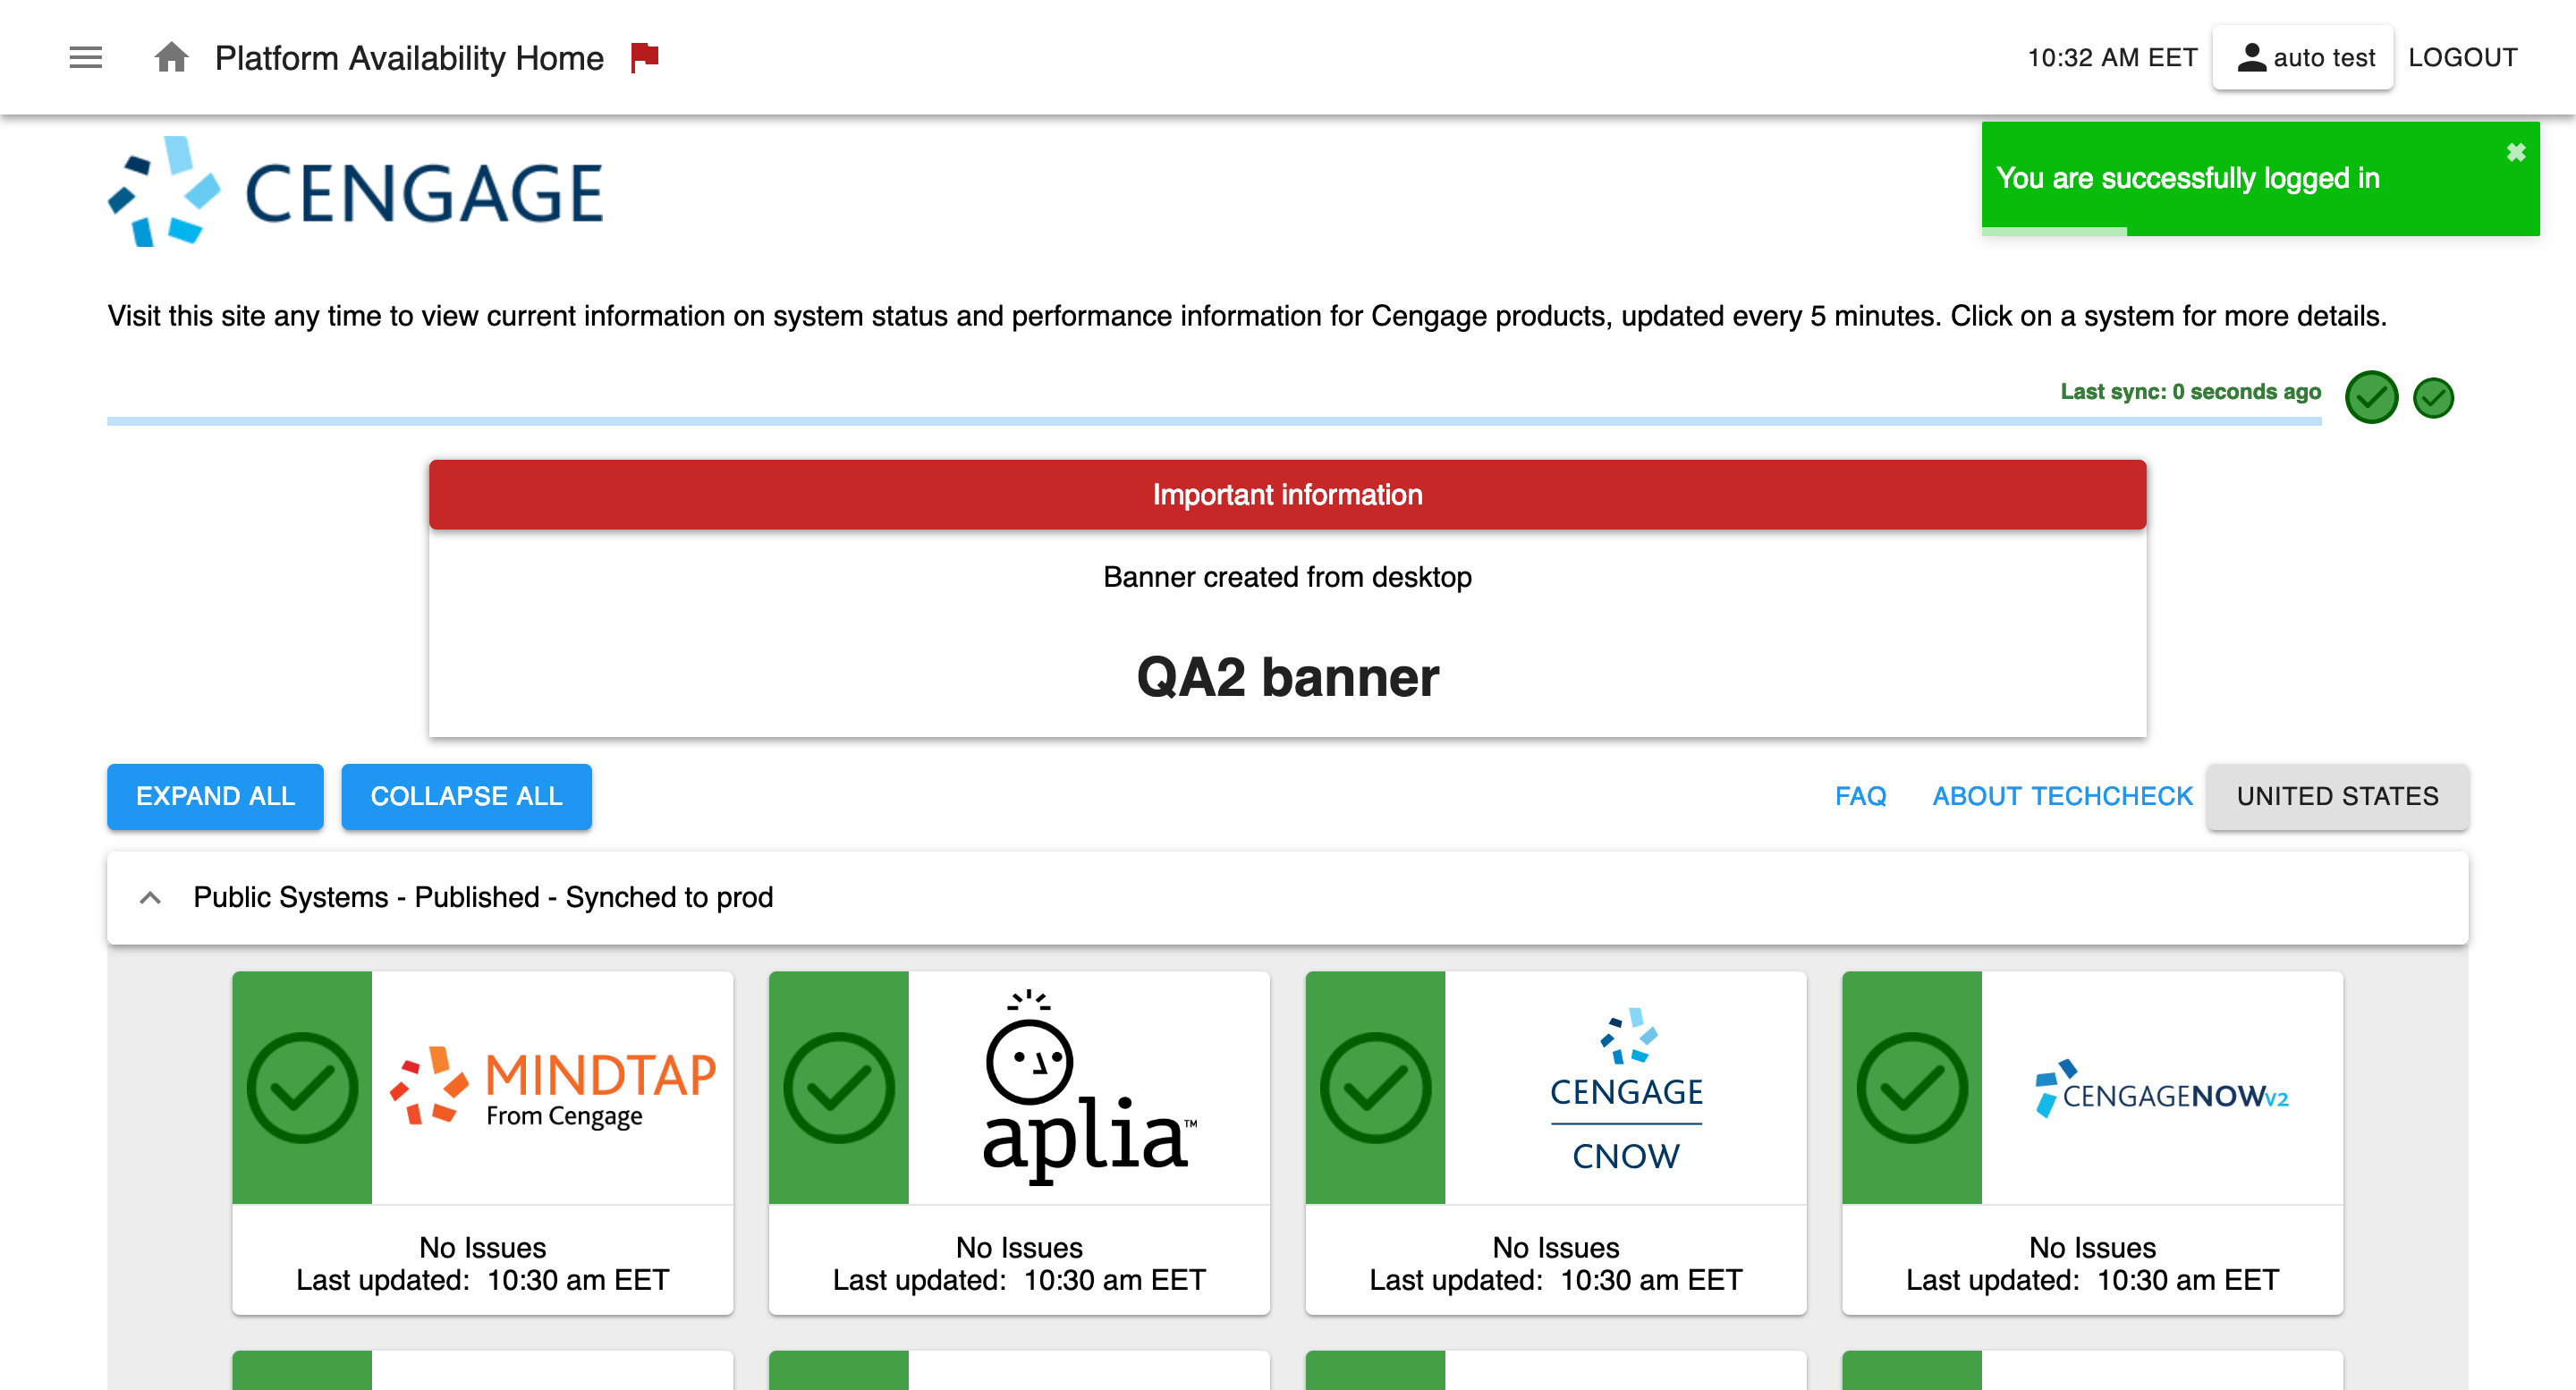 Platform Availability Home
10:32 AM EET
auto test
LOGOUT
CENGAGE
You are successfully logged in
Visit this site any time to view current information on system status and performance information for Cengage products, updated every 5 minutes. Click on a system for more details.
Last sync: 0 seconds ago
Important information
Banner created from desktop
QA2 banner
EXPAND ALL
COLLAPSE ALL
FAQ
ABOUT TECHCHECK
UNITED STATES
Public Systems - Published - Synched to prod
MINDTAP
From Cengage
No Issues
Last updated: 10:30 am EET
aplia™
No Issues
Last updated: 10:30 am EET
CENGAGE
CNOW
No Issues
Last updated: 10:30 am EET
CENGAGENOWV2
No Issues
Last updated: 10:30 am EET